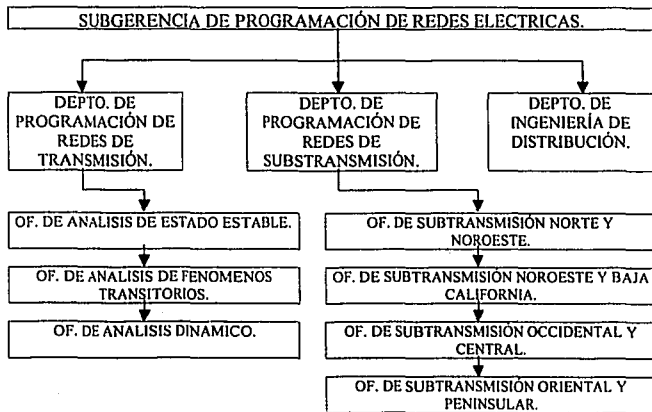 SUBGERENCIA DE PROGRAMACIÓN DE REDES ELECTRICAS.
DEPTO. DE
PROGRAMACIÓN DE
REDES DE
TRANSMISIÓN.
DEPTO. DE
PROGRAMACIÓN DE
REDES DE
SUBSTRANSMISIÓN.
DEPTO. DE
INGENIERÍA DE
DISTRIBUCIÓN.
OF. DE ANALISIS DE ESTADO ESTABLE.
OF. DE ANALISIS DE FENOMENOS
TRANSITORIOS.
OF. DE ANALISIS DINAMICO.
OF. DE SUBTRANSMISIÓN NORTE Y
NOROESTE.
OF. DE SUBTRANSMISIÓN NOROESTE Y BAJA
CALIFORNIA.
OF. DE SUBTRANSMISIÓN OCCIDENTAL Y
CENTRAL.
OF. DE SUBTRANSMISIÓN ORIENTAL Y
PENINSULAR.